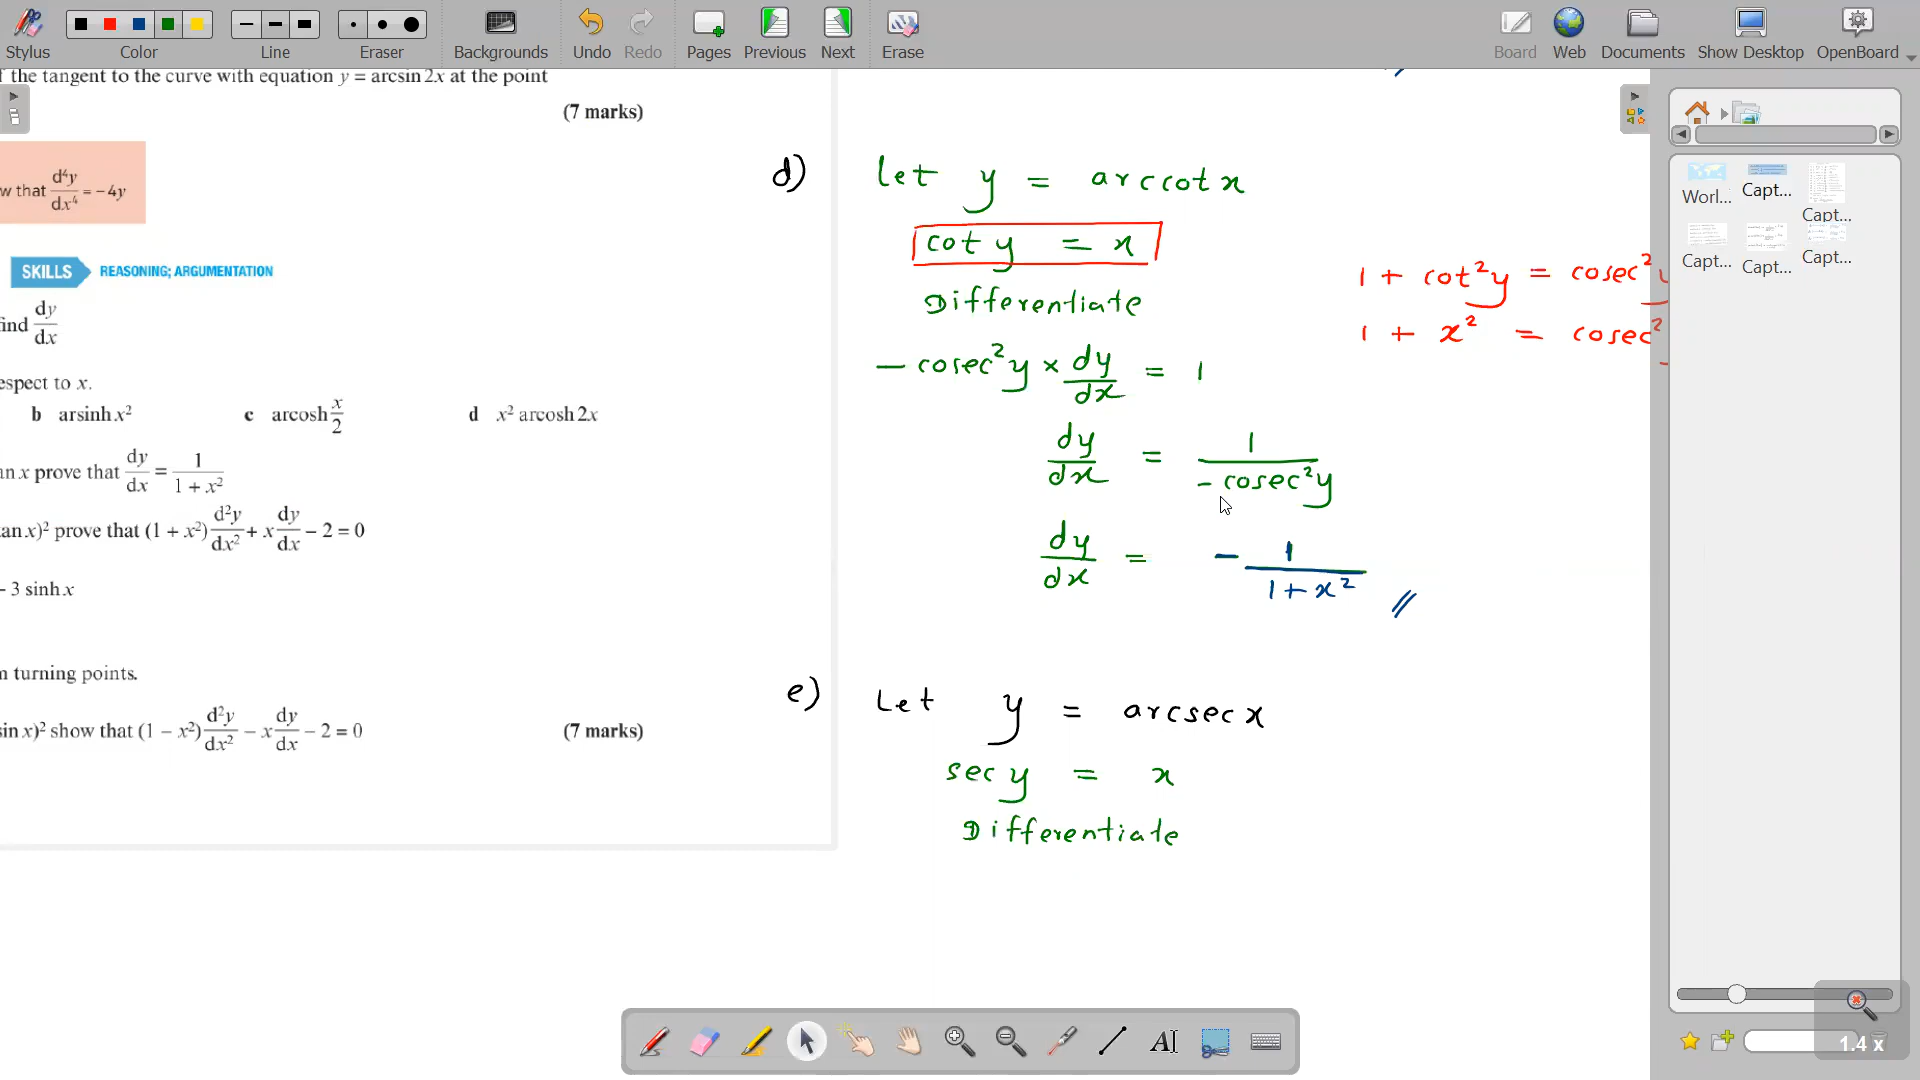 Stylus Color Line Eraser Backgrounds Undo Redo Pages Previous Next Erase Board Web Documents Show Desktop OpenBoard
the tangent to the curve with equation y = arcsin 2x at the point
(7 marks)
w that d⁴y/dx⁴ = −4y
SKILLS REASONING; ARGUMENTATION
ind dy/dx
espect to x.
b arsinh x² c arcosh x/2 d x² arcosh 2x
an x prove that dy/dx = 1/(1 + x²)
an x)² prove that (1 + x²) d²y/dx² + x dy/dx − 2 = 0
− 3 sinh x
turning points.
in x)² show that (1 − x²) d²y/dx² − x dy/dx − 2 = 0
(7 marks)
d) Let y = arccot x
cot y = x
Differentiate
− cosec²y × dy/dx = 1
dy/dx = 1/(− cosec²y)
dy/dx = − 1/(1 + x²) //
1 + cot²y = cosec²y
1 + x² = cosec²
e) Let y = arcsec x
sec y = x
Differentiate
Worl... Capt... Capt...
Capt... Capt... Capt...
1.4 x